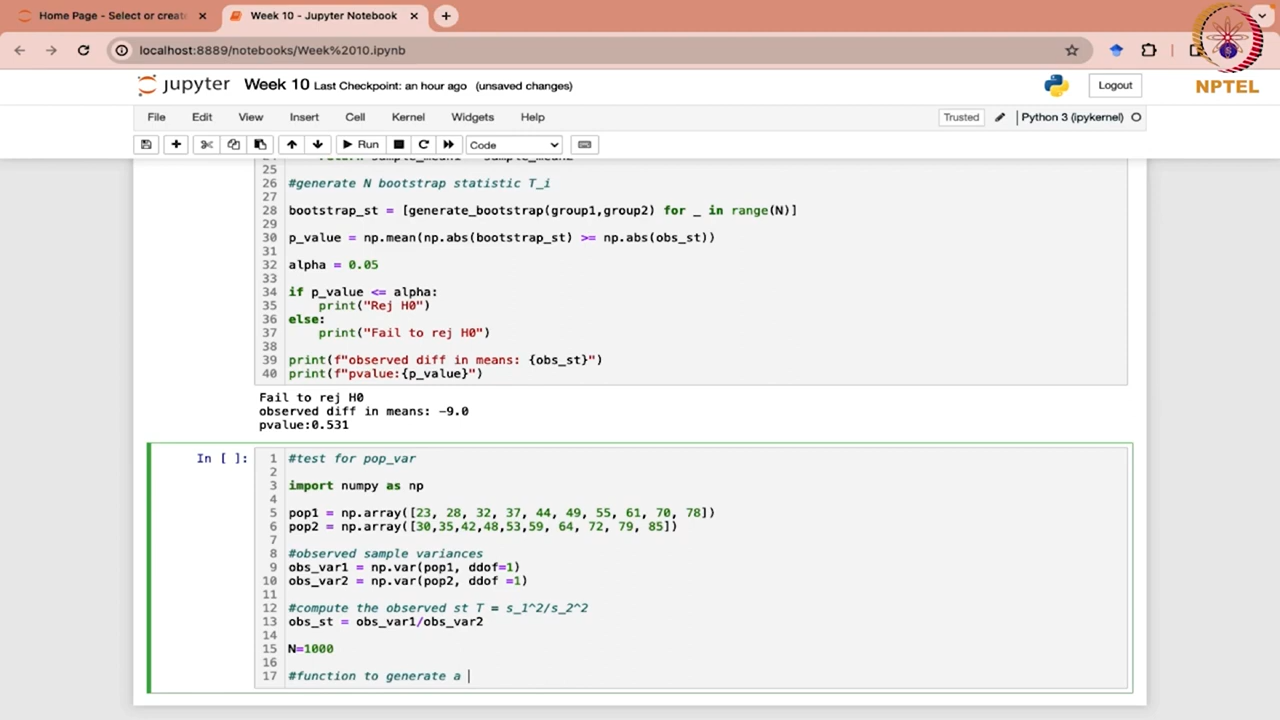 Home Page - Select or create
Week 10 - Jupyter Notebook
localhost:8889/notebooks/Week%2010.ipynb
NPTEL
jupyter Week 10 Last Checkpoint: an hour ago (unsaved changes)
Logout
File Edit View Insert Cell Kernel Widgets Help
Trusted Python 3 (ipykernel)
Run Code
25
26 #generate N bootstrap statistic T_i
27
28 bootstrap_st = [generate_bootstrap(group1,group2) for _ in range(N)]
29
30 p_value = np.mean(np.abs(bootstrap_st) >= np.abs(obs_st))
31
32 alpha = 0.05
33
34 if p_value <= alpha:
35 print("Rej H0")
36 else:
37 print("Fail to rej H0")
38
39 print(f"observed diff in means: {obs_st}")
40 print(f"pvalue:{p_value}")
Fail to rej H0
observed diff in means: -9.0
pvalue:0.531
In [ ]: 1 #test for pop_var
2
3 import numpy as np
4
5 pop1 = np.array([23, 28, 32, 37, 44, 49, 55, 61, 70, 78])
6 pop2 = np.array([30,35,42,48,53,59, 64, 72, 79, 85])
7
8 #observed sample variances
9 obs_var1 = np.var(pop1, ddof=1)
10 obs_var2 = np.var(pop2, ddof =1)
11
12 #compute the observed st T = s_1^2/s_2^2
13 obs_st = obs_var1/obs_var2
14
15 N=1000
16
17 #function to generate a